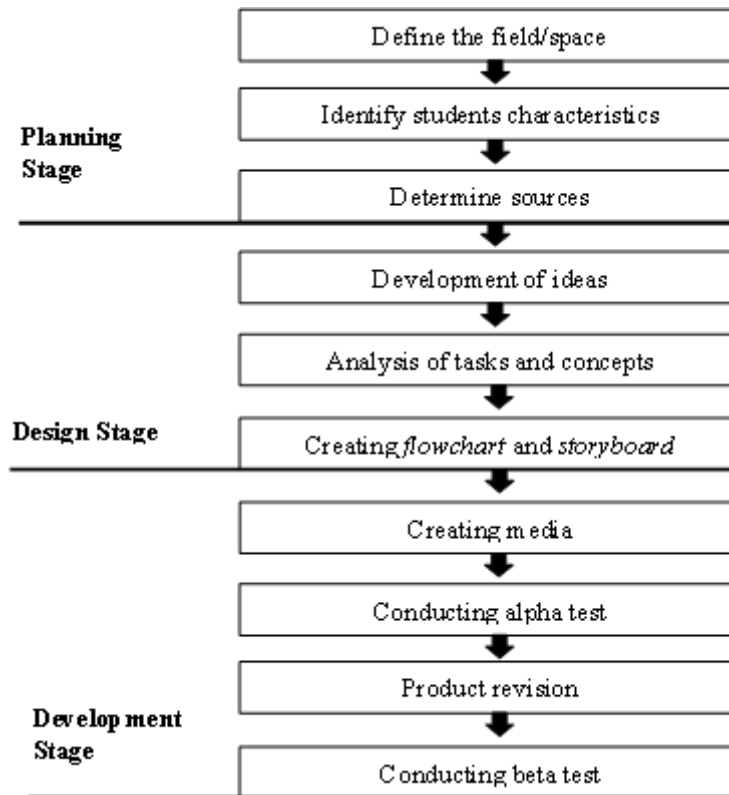 Define the field/space
Identify students characteristics
Planning
Stage
Determine sources
Development of ideas
Analysis of tasks and concepts
Design Stage
Creating flowchart and storyboard
Creating media
Conducting alpha test
Product revision
Development
Stage
Conducting beta test